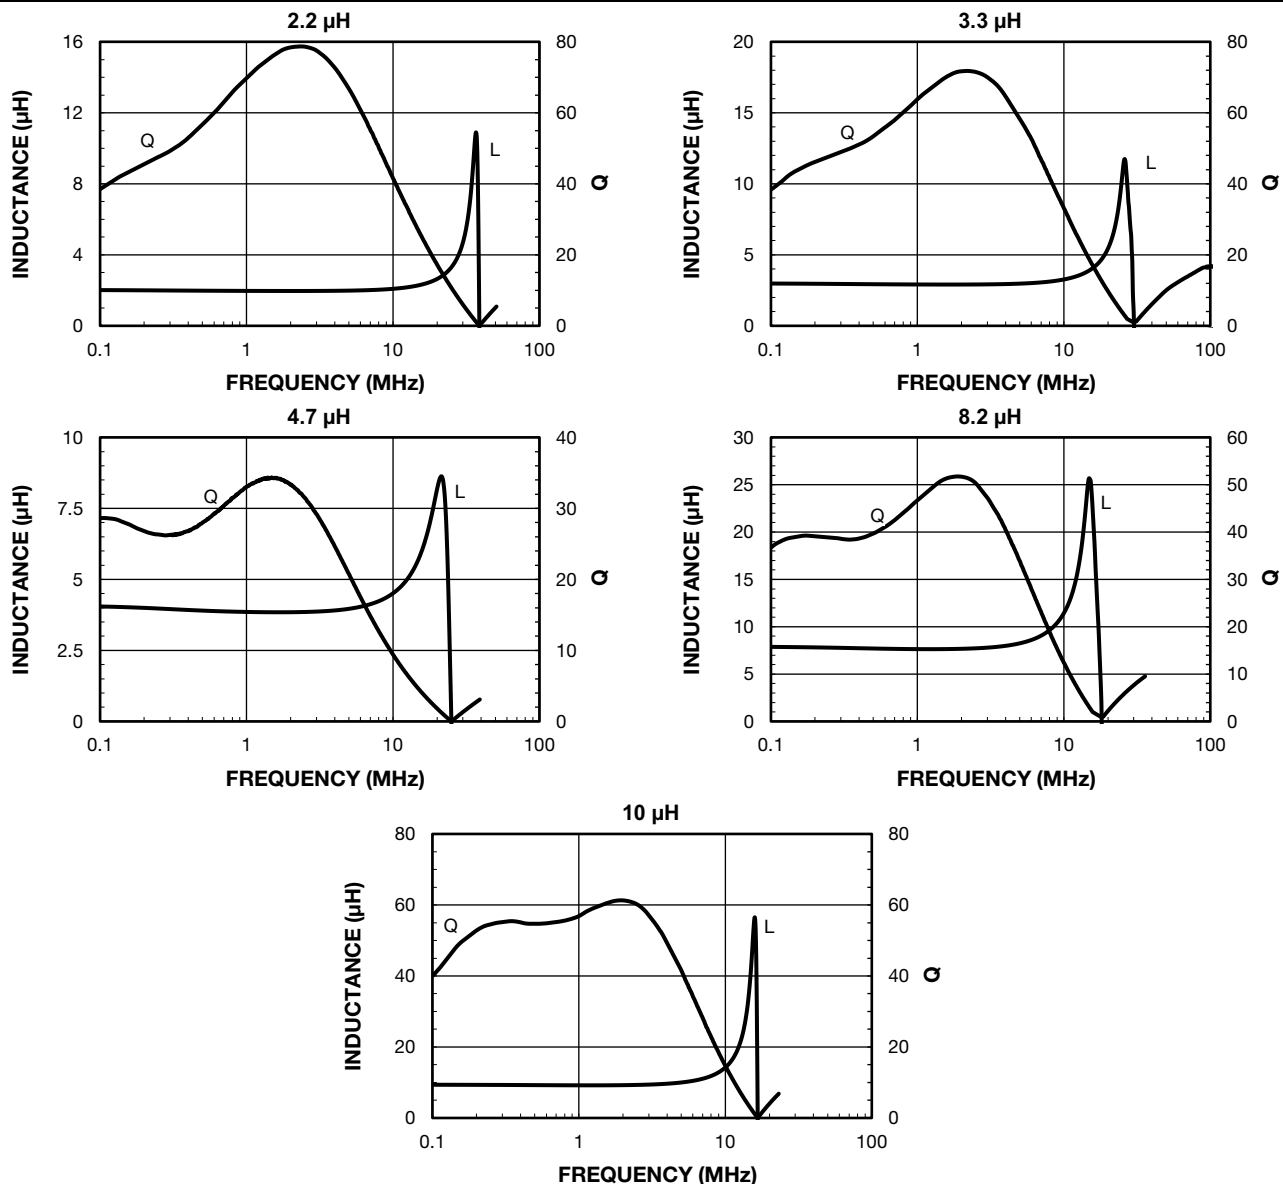 2.2 µH
INDUCTANCE (µH)
16
12
8
4
0
80
60
40
20
0
Q
Q
L
0.1
1
10
100
FREQUENCY (MHz)
3.3 µH
INDUCTANCE (µH)
20
15
10
5
0
80
60
40
20
0
Q
Q
L
0.1
1
10
100
FREQUENCY (MHz)
4.7 µH
INDUCTANCE (µH)
10
7.5
5
2.5
0
40
30
20
10
0
Q
Q
L
0.1
1
10
100
FREQUENCY (MHz)
8.2 µH
INDUCTANCE (µH)
30
25
20
15
10
5
0
60
50
40
30
20
10
0
Q
Q
L
0.1
1
10
100
FREQUENCY (MHz)
10 µH
INDUCTANCE (µH)
80
60
40
20
0
80
60
40
20
0
Q
Q
L
0.1
1
10
100
FREQUENCY (MHz)